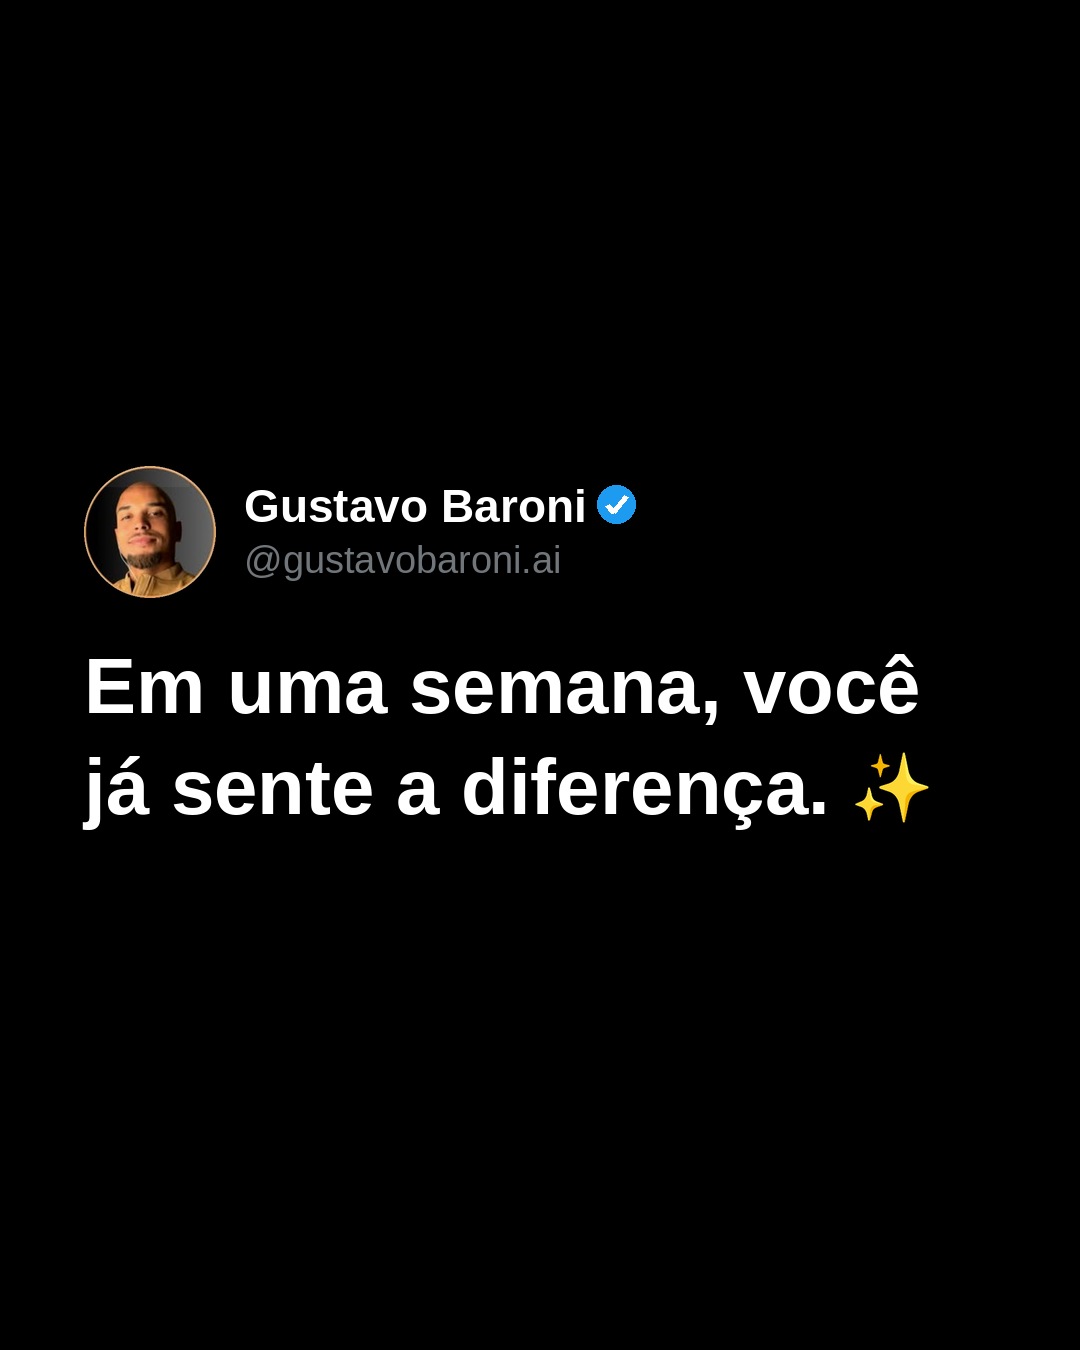 Gustavo Baroni
@gustavobaroni.ai
Em uma semana, você
já sente a diferença. ✨